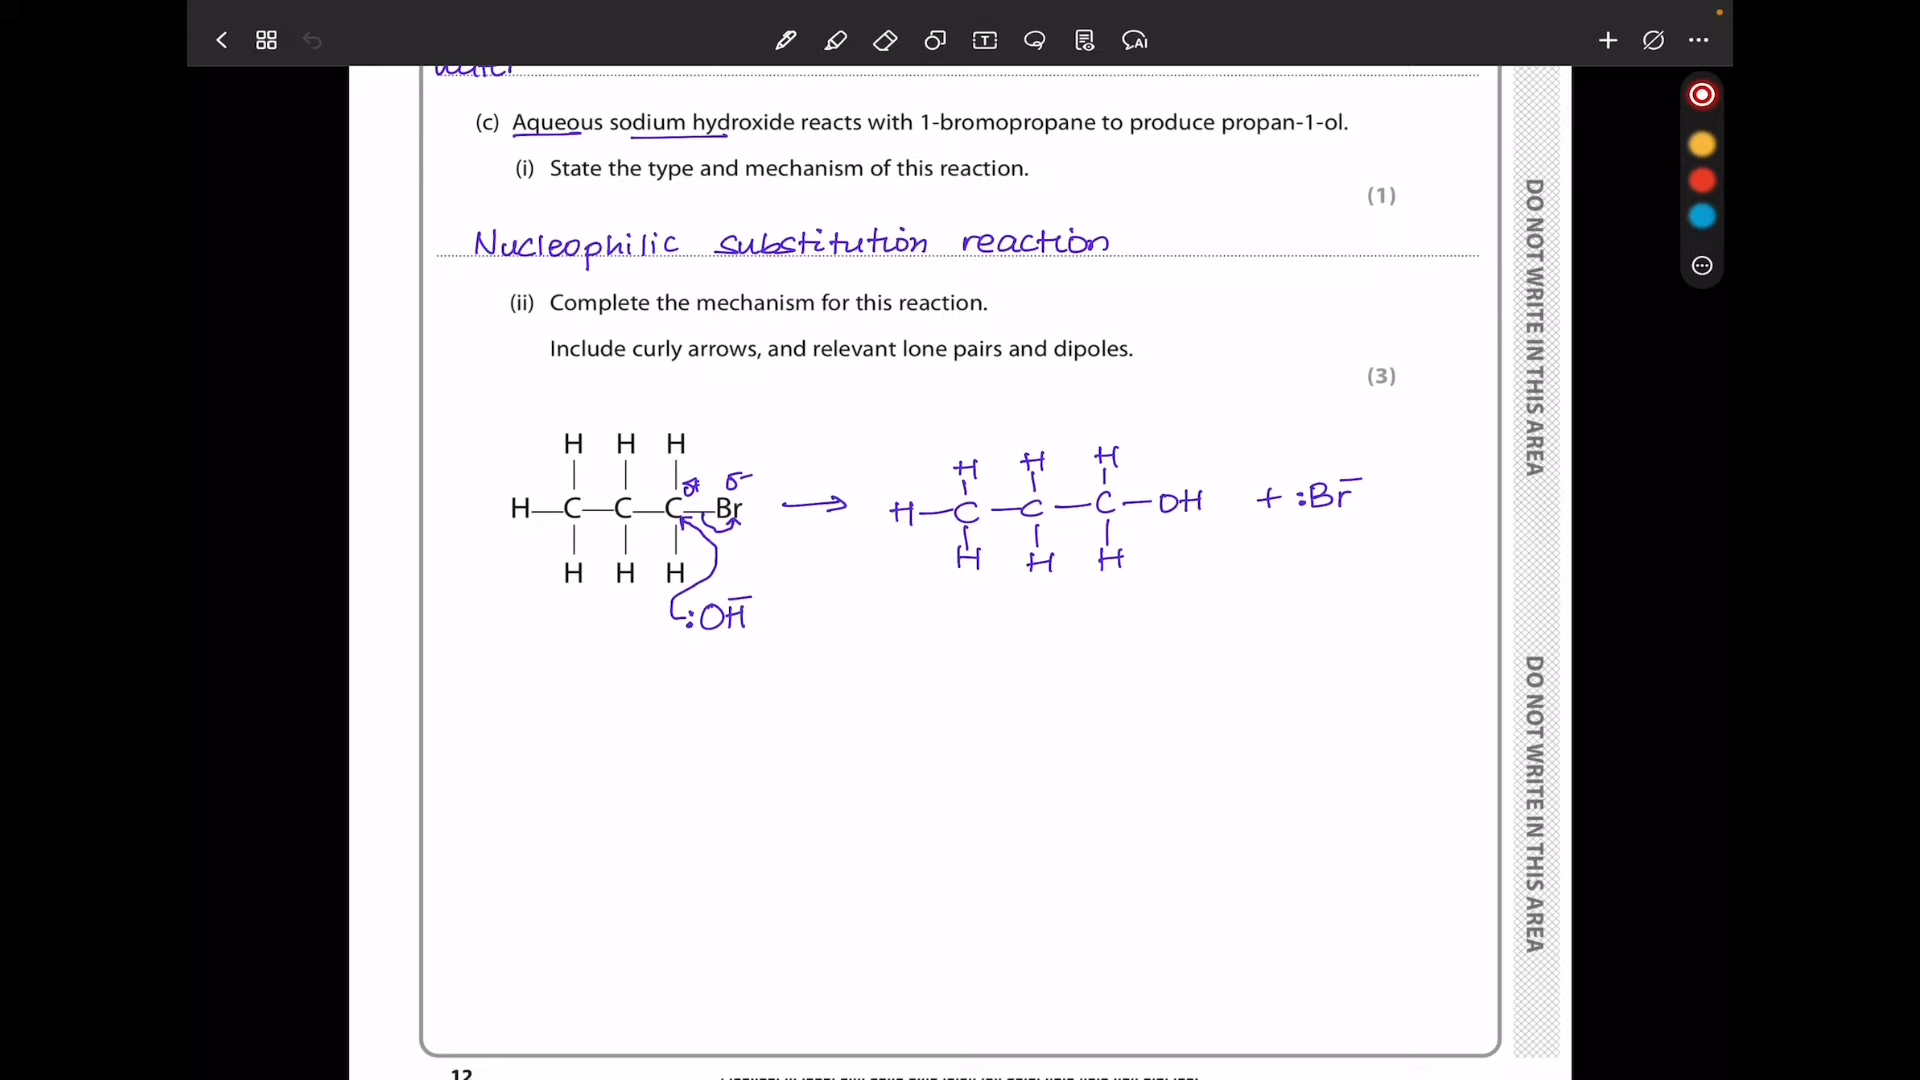 (c) Aqueous sodium hydroxide reacts with 1-bromopropane to produce propan-1-ol.
(i) State the type and mechanism of this reaction.
(1)
Nucleophilic substitution reaction
(ii) Complete the mechanism for this reaction.
Include curly arrows, and relevant lone pairs and dipoles.
(3)
H H H H H H
δ+ δ−
H—C—C—C—Br → H—C—C—C—OH + :Br⁻
H H H H H H
:OH⁻
DO NOT WRITE IN THIS AREA
DO NOT WRITE IN THIS AREA
12
T
AI